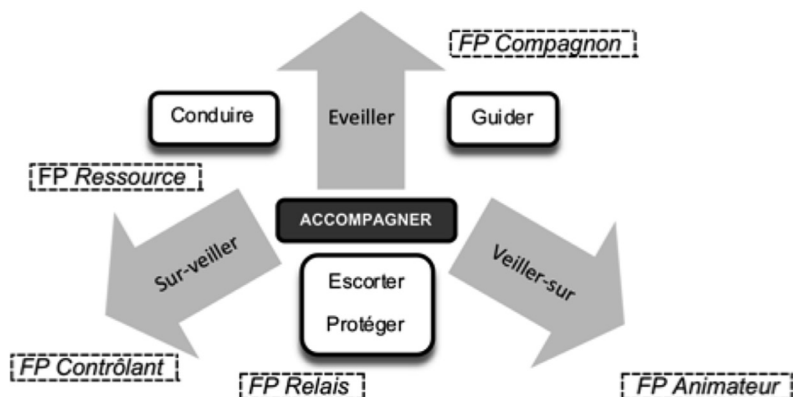 FP Compagnon
Conduire
Eveiller
Guider
FP Ressource
ACCOMPAGNER
Sur-veiller
Veiller-sur
Escorter
Protéger
FP Contrôlant
FP Relais
FP Animateur